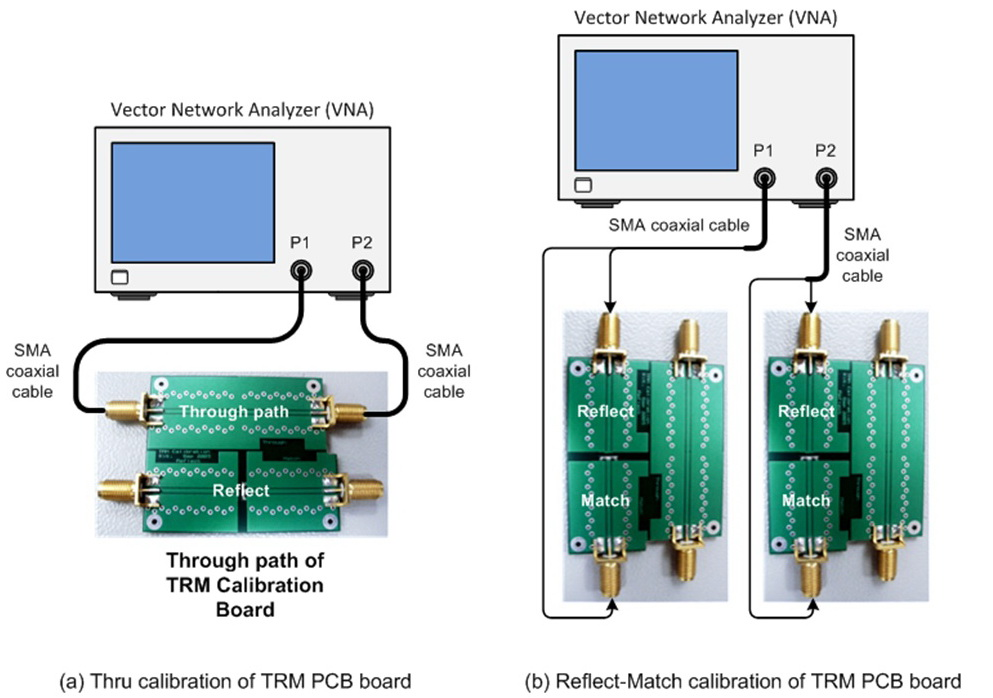 Vector Network Analyzer (VNA)
P1
P2
SMA
coaxial
cable
SMA
coaxial
cable
Through path
Reflect
Through path of
TRM Calibration
Board
(a) Thru calibration of TRM PCB board
Vector Network Analyzer (VNA)
P1
P2
SMA coaxial cable
SMA
coaxial
cable
Reflect
Match
Reflect
Match
(b) Reflect-Match calibration of TRM PCB board